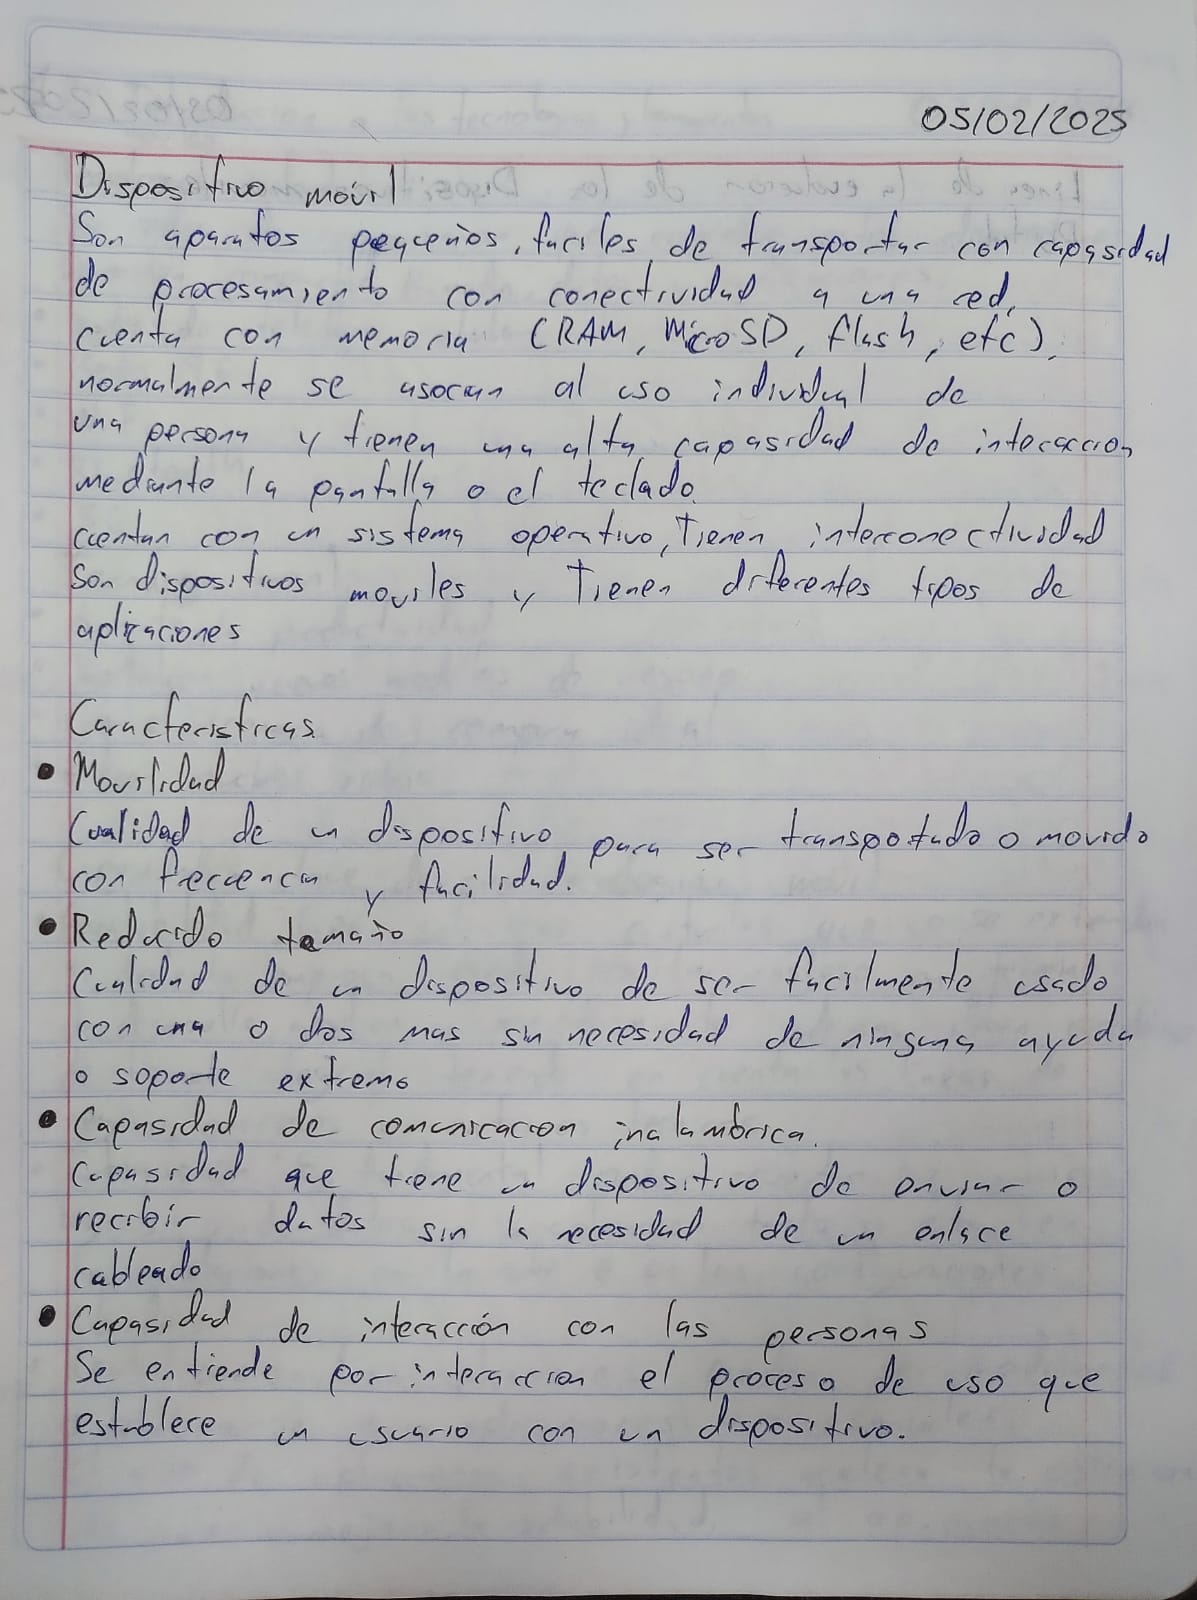 05/02/2025
Dispositivo móvil
Son aparatos pequeños, faciles de transportar con capasidad
de procesamiento con conectividad a una red,
cuenta con memoria (RAM, MicroSD, flash, etc),
normalmente se asocian al uso individual de
una persona y tienen una alta capasidad de interaccion
mediante la pantalla o el teclado.
cuentan con un sistema operativo, Tienen interconectividad
Son dispositivos moviles y Tienen diferentes tipos de
aplicaciones
Caracteristicas.
• Movilidad
Cualidad de un dispositivo para ser transportado o movido
con frecuencia y facilidad.
• Reducido tamaño
Cualidad de un dispositivo de ser facilmente usado
con una o dos mas sin necesidad de ninguna ayuda
o soporte extremo
• Capasidad de comunicacion inalambrica.
Capasidad que tiene un dispositivo de enviar o
recibir datos sin la necesidad de un enlace
cableado
• Capasidad de interacción con las personas
Se entiende por interaccion el proceso de uso que
establece un usuario con un dispositivo.